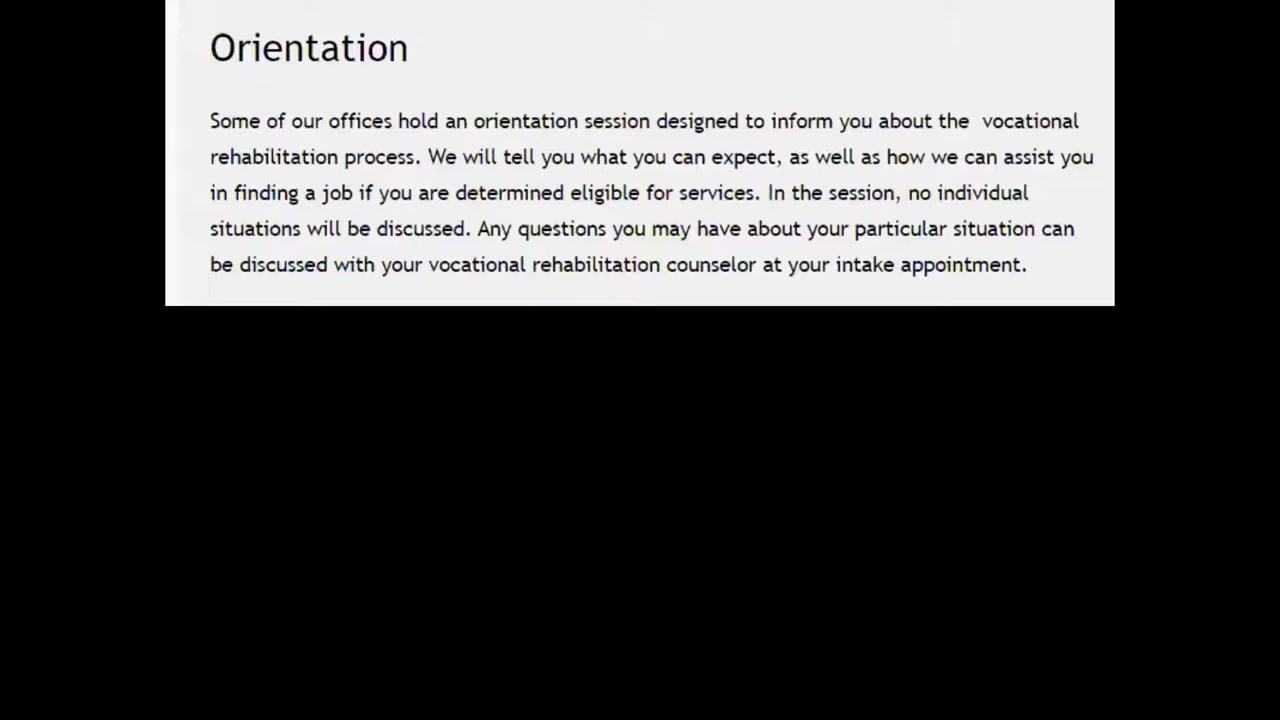 Orientation
Some of our offices hold an orientation session designed to inform you about the vocational
rehabilitation process. We will tell you what you can expect, as well as how we can assist you
in finding a job if you are determined eligible for services. In the session, no individual
situations will be discussed. Any questions you may have about your particular situation can
be discussed with your vocational rehabilitation counselor at your intake appointment.